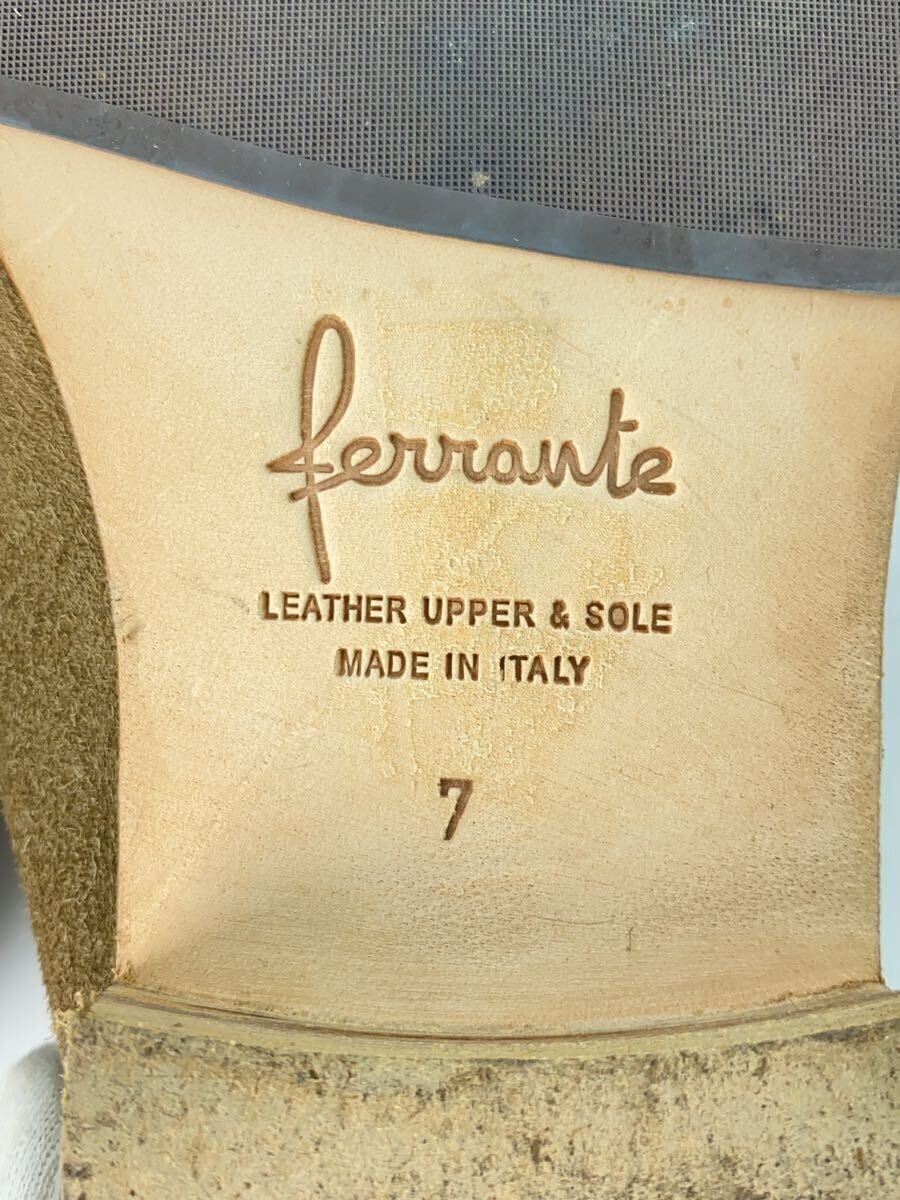 ferrante
LEATHER UPPER & SOLE
MADE IN ITALY
7